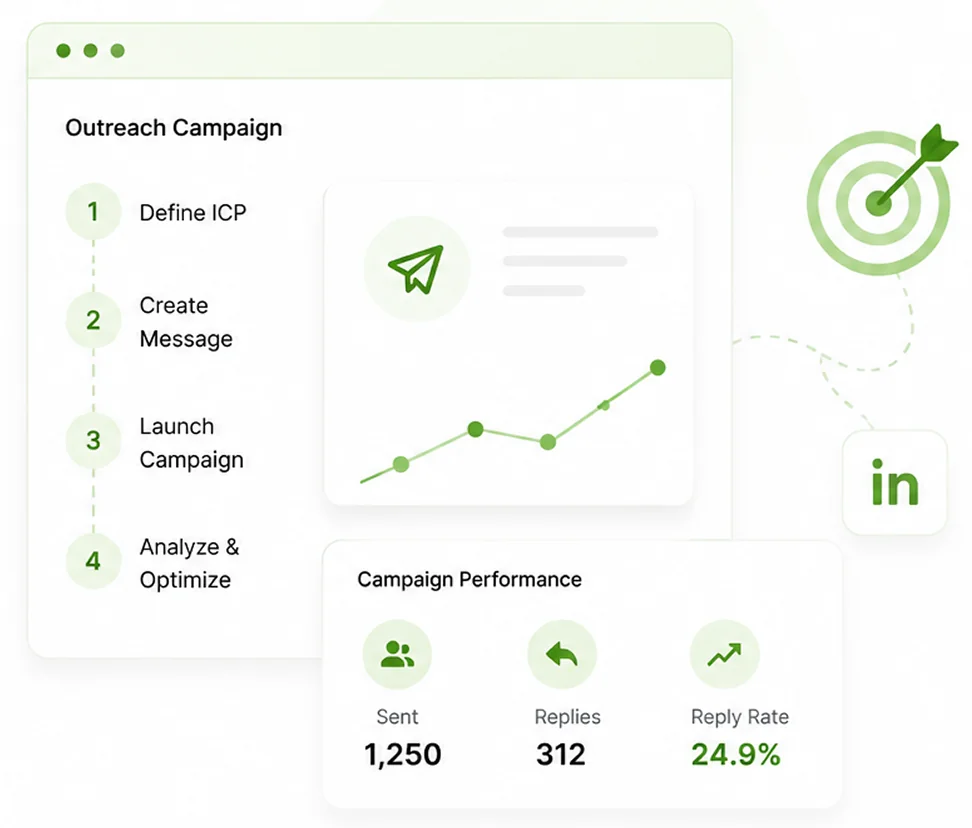 Outreach Campaign
1
Define ICP
2
Create
Message
3
Launch
Campaign
4
Analyze &
Optimize
in
Campaign Performance
Sent
Replies
Reply Rate
1,250
312
24.9%